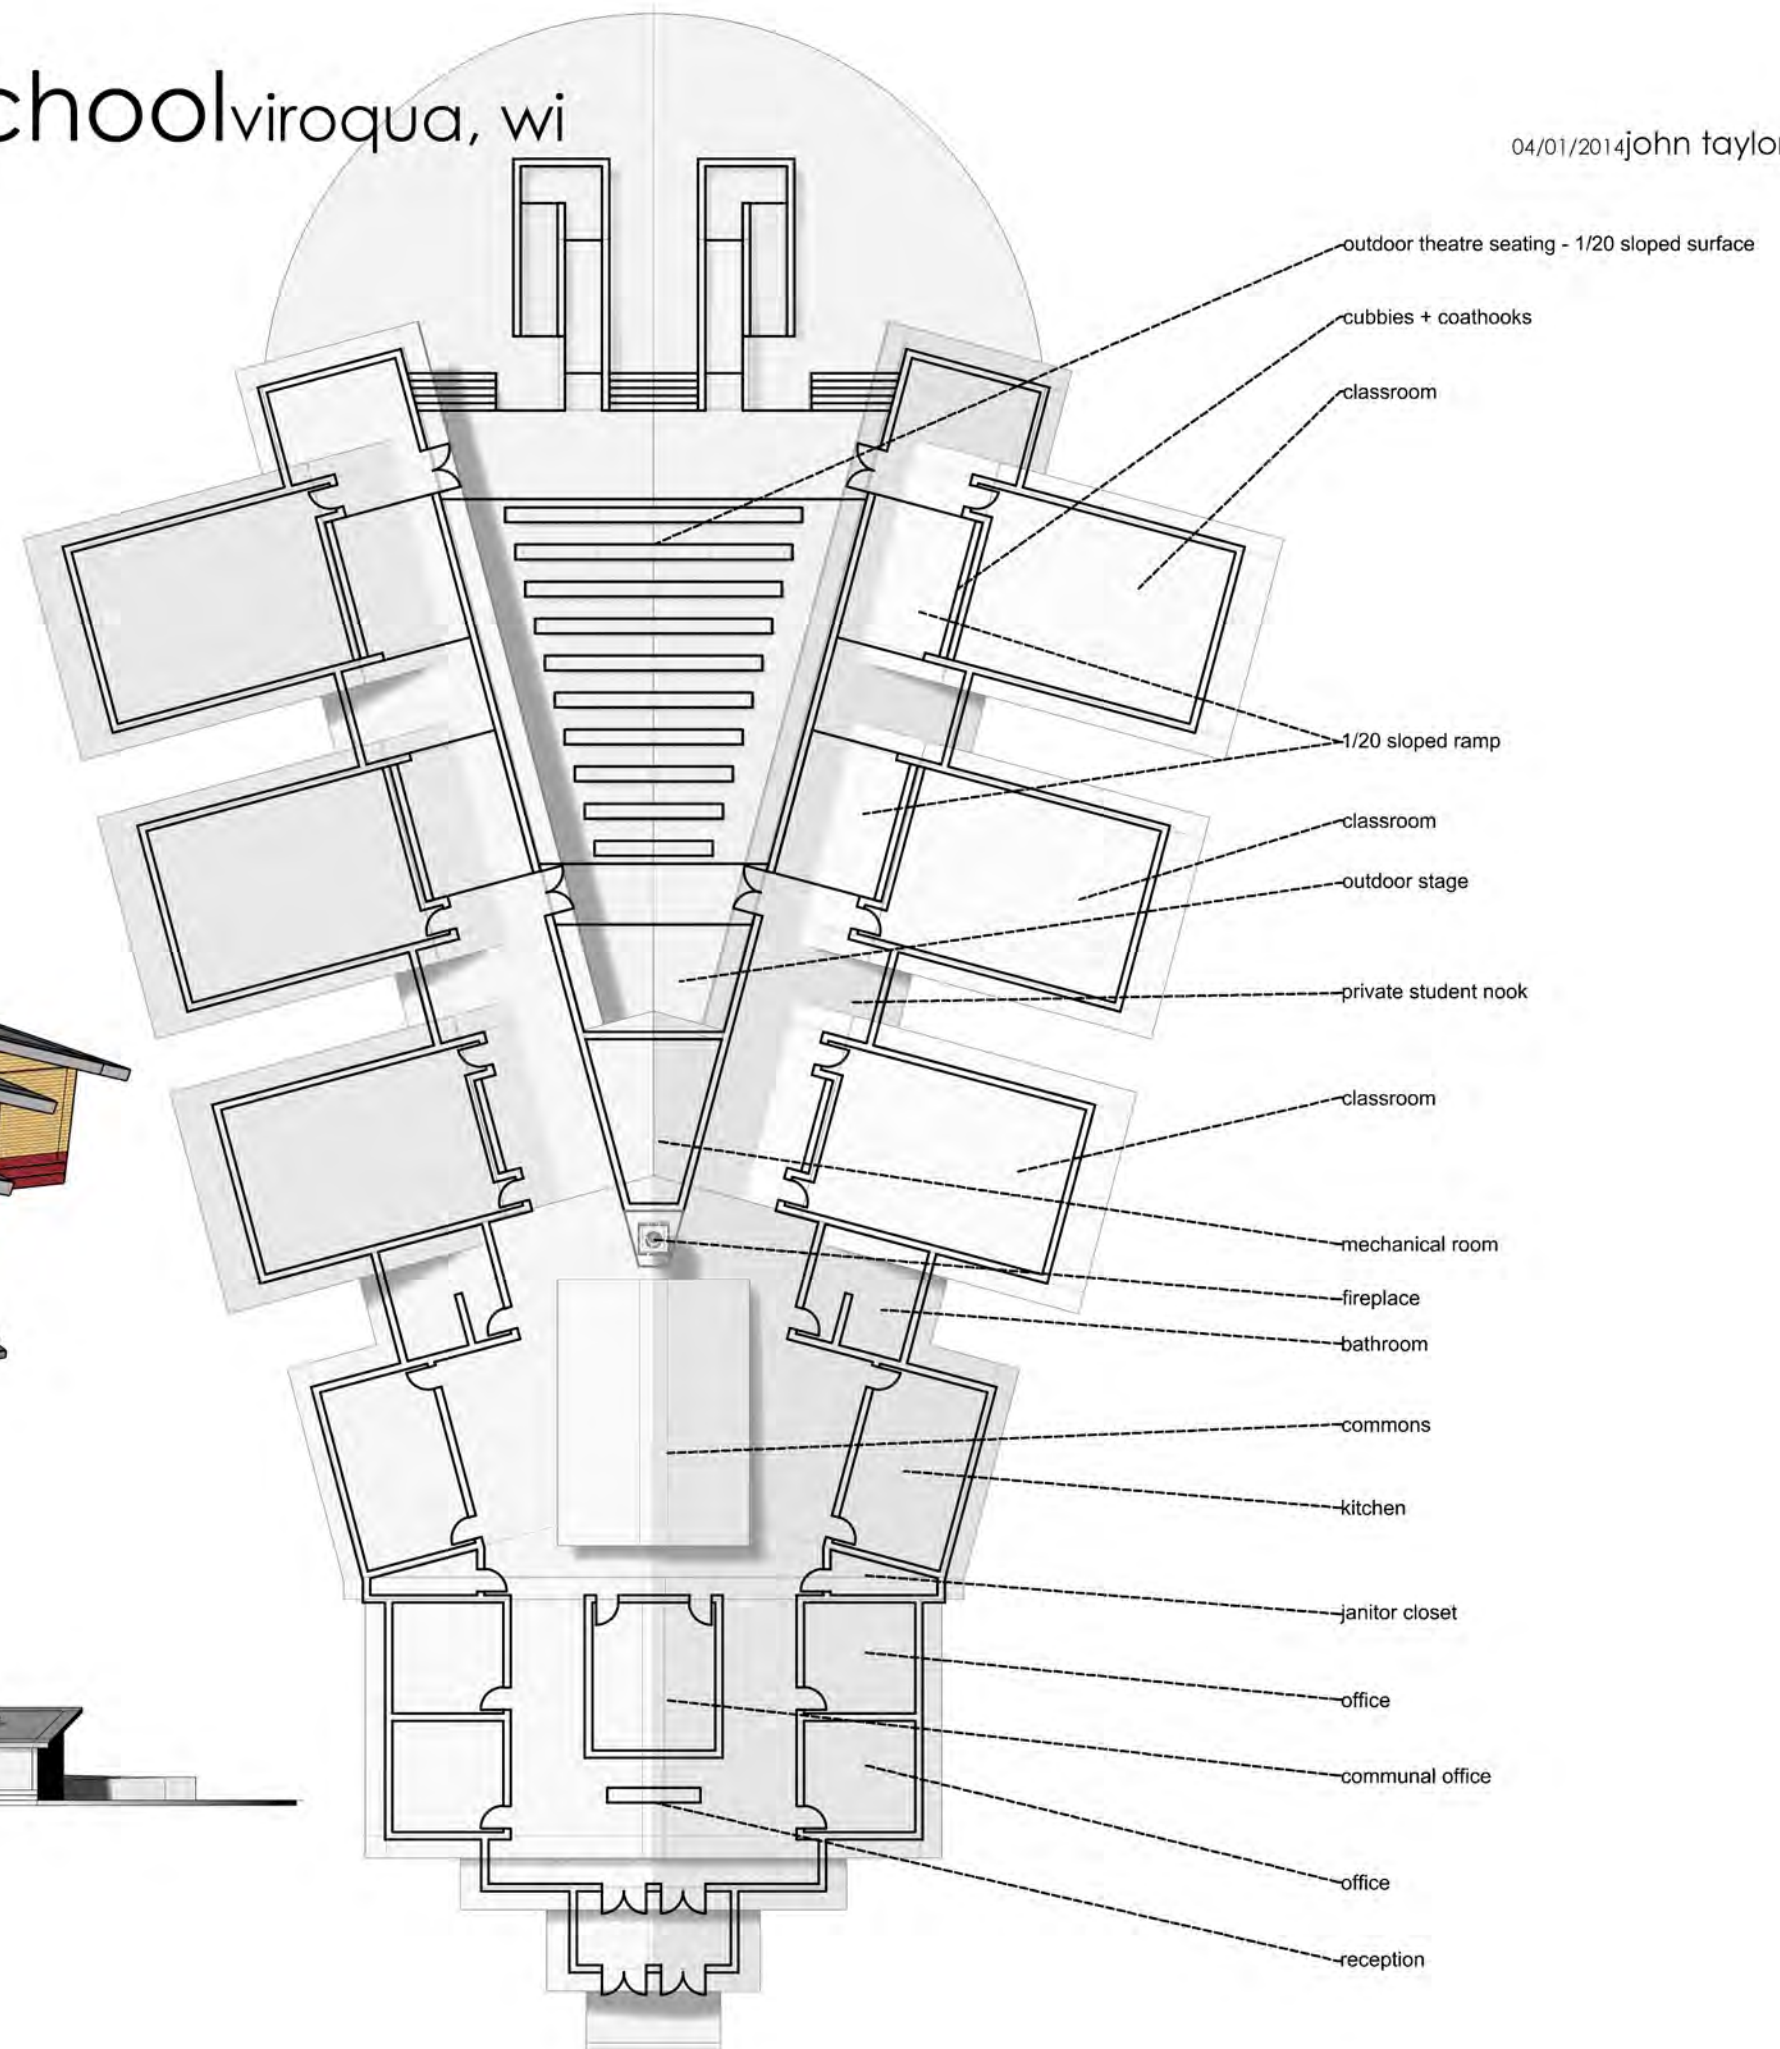 choolviroqua, wi
04/01/2014john taylor
outdoor theatre seating - 1/20 sloped surface
cubbies + coathooks
classroom
1/20 sloped ramp
classroom
outdoor stage
private student nook
classroom
mechanical room
fireplace
bathroom
commons
kitchen
janitor closet
office
communal office
office
reception